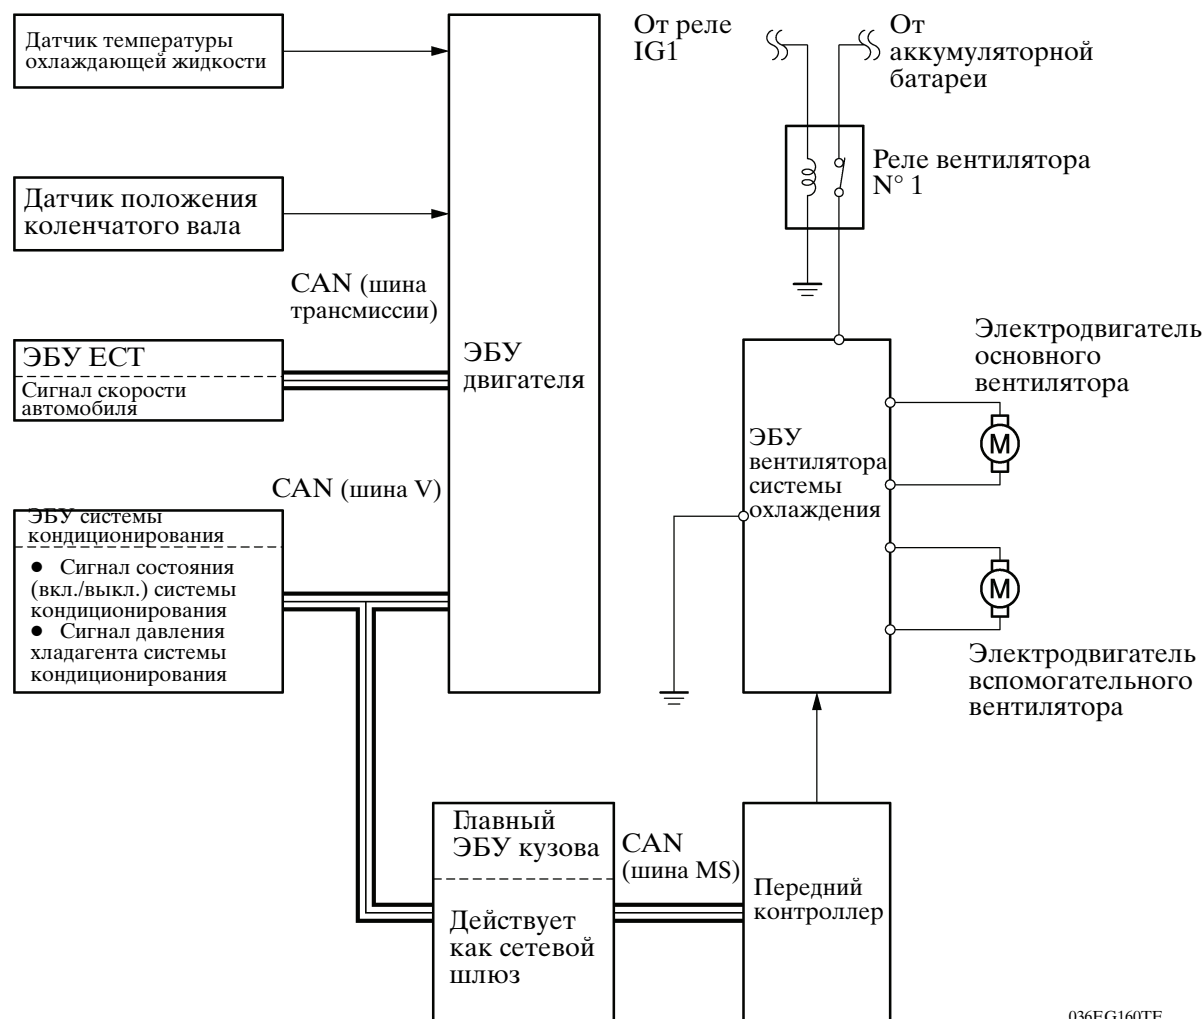 Датчик температуры
охлаждающей жидкости
Датчик положения
коленчатого вала
CAN (шина
трансмиссии)
ЭБУ ECT
Сигнал скорости
автомобиля
ЭБУ
двигателя
CAN (шина V)
ЭБУ системы
кондиционирования
● Сигнал состояния
(вкл./выкл.) системы
кондиционирования
● Сигнал давления
хладагента системы
кондиционирования
От реле
IG1
От
аккумуляторной
батареи
Реле вентилятора
N° 1
Электродвигатель
основного
вентилятора
ЭБУ
вентилятора
системы
охлаждения
M
M
Электродвигатель
вспомогательного
вентилятора
Главный
ЭБУ кузова
Действует
как сетевой
шлюз
CAN
(шина MS)
Передний
контроллер
036EG160TE